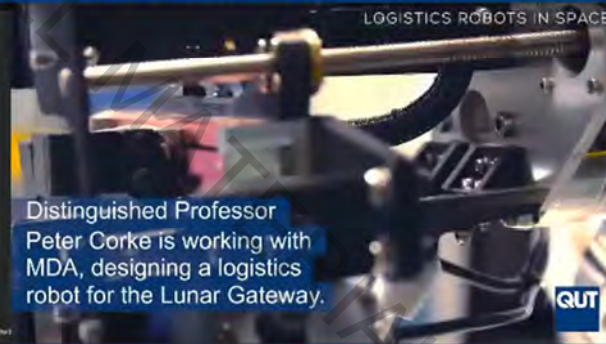 LOGISTICS ROBOTS IN SPACE
Distinguished Professor
Peter Corke is working with
MDA, designing a logistics
robot for the Lunar Gateway.
QUT